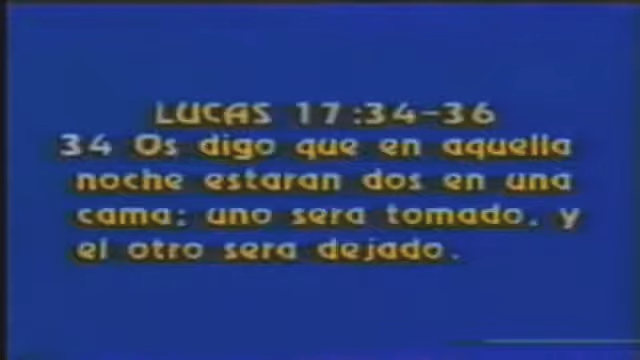 LUCAS 17:34-36
34 Os digo que en aquella
noche estaran dos en una
cama; uno sera tomado, y
el otro sera dejado.